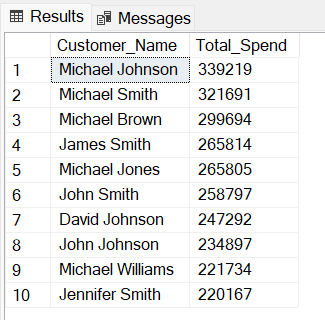 Results Messages
Customer_Name Total_Spend
1 Michael Johnson 339219
2 Michael Smith 321691
3 Michael Brown 299694
4 James Smith 265814
5 Michael Jones 265805
6 John Smith 258797
7 David Johnson 247292
8 John Johnson 234897
9 Michael Williams 221734
10 Jennifer Smith 220167